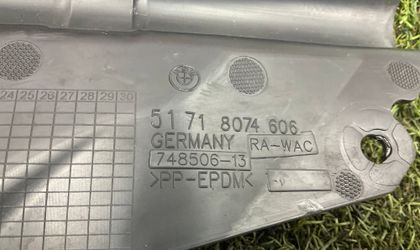 24 25 26 27 28 29 30
51 71 8074 606
GERMANY RA-WAC
748506-13
>PP-EPDM<